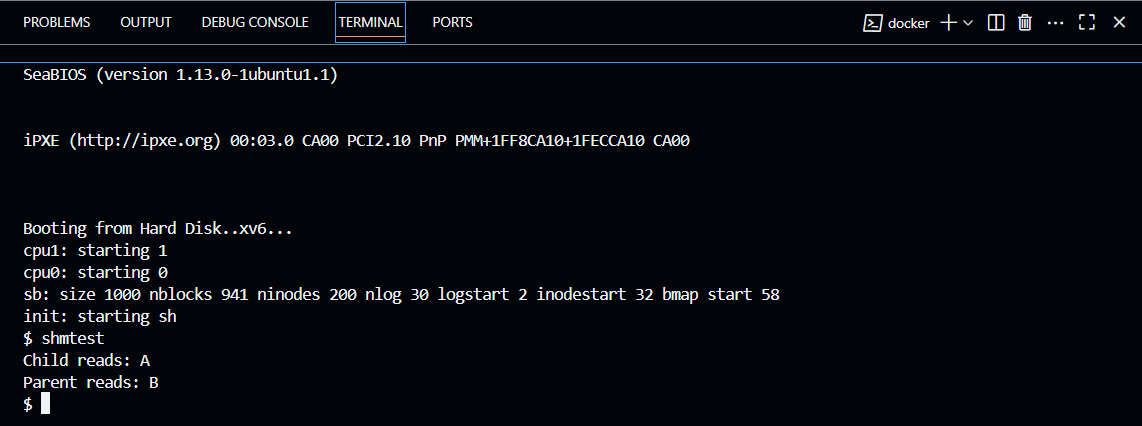 PROBLEMS OUTPUT DEBUG CONSOLE TERMINAL PORTS docker
SeaBIOS (version 1.13.0-1ubuntu1.1)
iPXE (http://ipxe.org) 00:03.0 CA00 PCI2.10 PnP PMM+1FF8CA10+1FECCA10 CA00
Booting from Hard Disk..xv6...
cpu1: starting 1
cpu0: starting 0
sb: size 1000 nblocks 941 ninodes 200 nlog 30 logstart 2 inodestart 32 bmap start 58
init: starting sh
$ shmtest
Child reads: A
Parent reads: B
$